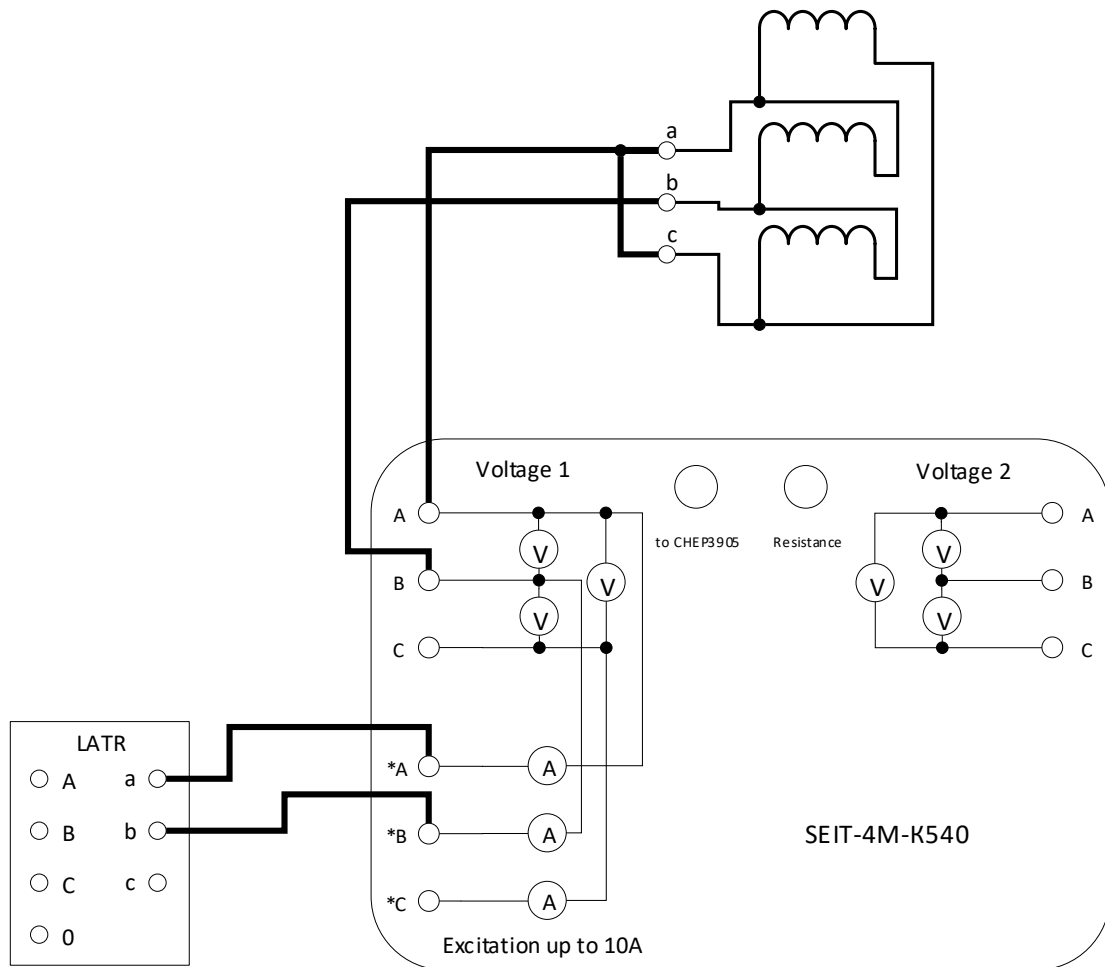 a
b
c
Voltage 1
Voltage 2
A
A
to CHEP3905
Resistance
V
V
B
V
V
B
V
V
C
C
LATR
A
a
*A
A
B
b
*B
A
SEIT-4M-K540
C
c
*C
A
0
Excitation up to 10A